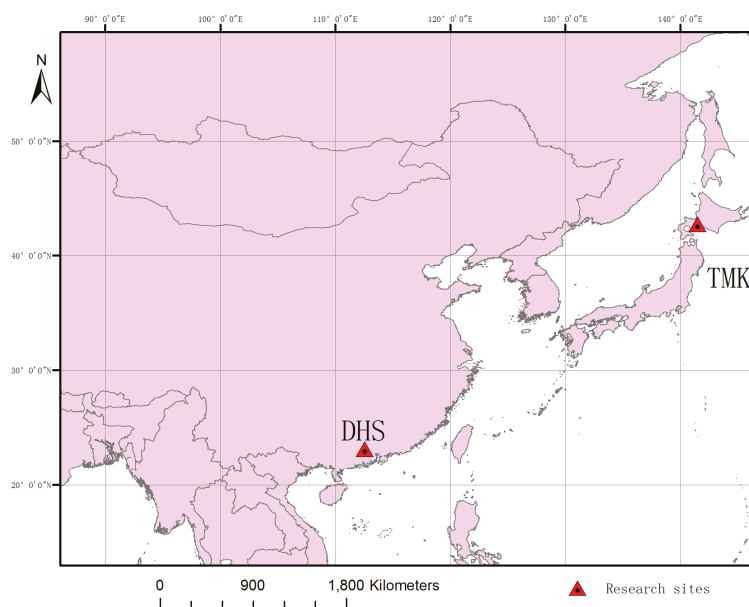 90° 0′0″E 100° 0′0″E 110° 0′0″E 120° 0′0″E 130° 0′0″E 140° 0′0″E
N
50° 0′0″N
40° 0′0″N
TMK
30° 0′0″N
DHS
20° 0′0″N
0 900 1,800 Kilometers
Research sites